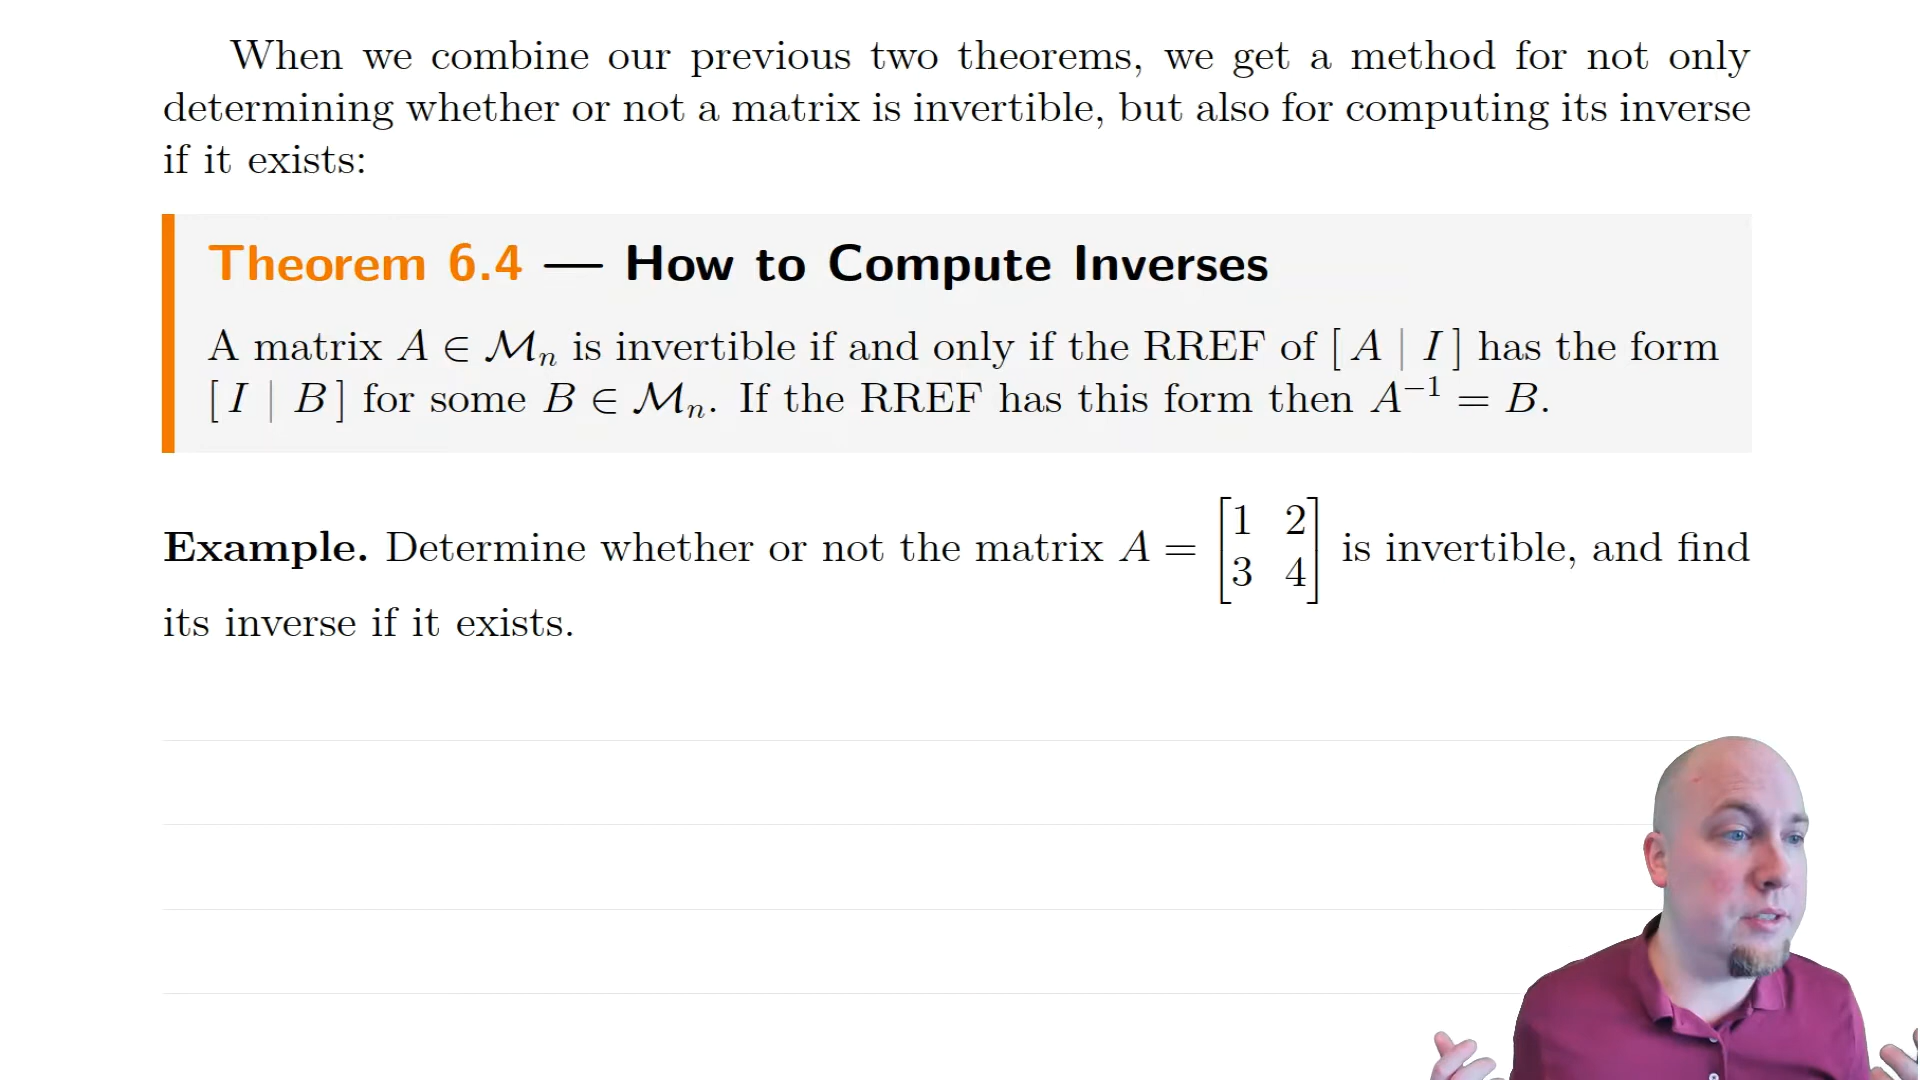 When we combine our previous two theorems, we get a method for not only
determining whether or not a matrix is invertible, but also for computing its inverse
if it exists:
Theorem 6.4 — How to Compute Inverses
A matrix A ∈ ℳₙ is invertible if and only if the RREF of [ A | I ] has the form
[ I | B ] for some B ∈ ℳₙ. If the RREF has this form then A⁻¹ = B.
Example. Determine whether or not the matrix A = [1 2; 3 4] is invertible, and find
its inverse if it exists.